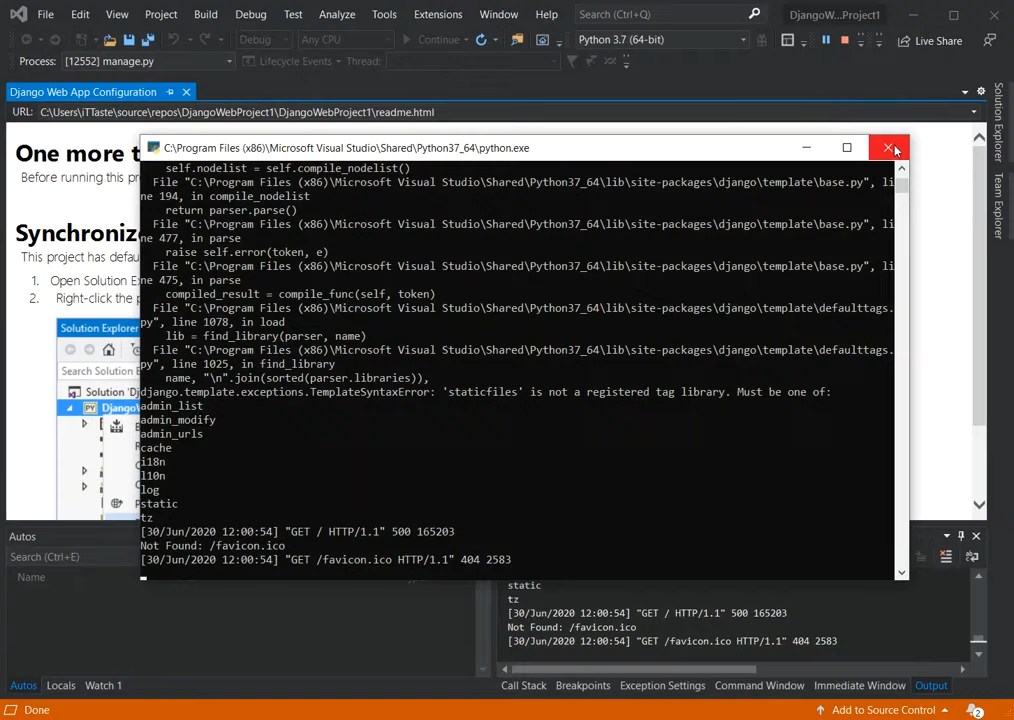 File Edit View Project Build Debug Test Analyze Tools Extensions Window Help Search (Ctrl+Q) DjangoW...Project1
Debug Any CPU Continue Python 3.7 (64-bit) Live Share
Process: [12552] manage.py Lifecycle Events Thread:
Django Web App Configuration
URL: C:\Users\iTTaste\source\repos\DjangoWebProject1\DjangoWebProject1\readme.html
Solution Explorer
Team Explorer
One more t
Before running this pr
Synchroniz
This project has defau
1. Open Solution Ex
2. Right-click the p
Solution Explorer
Search Solution E
Solution 'Dj
DjangoW
C:\Program Files (x86)\Microsoft Visual Studio\Shared\Python37_64\python.exe
self.nodelist = self.compile_nodelist()
File "C:\Program Files (x86)\Microsoft Visual Studio\Shared\Python37_64\lib\site-packages\django\template\base.py", li
ne 194, in compile_nodelist
return parser.parse()
File "C:\Program Files (x86)\Microsoft Visual Studio\Shared\Python37_64\lib\site-packages\django\template\base.py", li
ne 477, in parse
raise self.error(token, e)
File "C:\Program Files (x86)\Microsoft Visual Studio\Shared\Python37_64\lib\site-packages\django\template\base.py", li
ne 475, in parse
compiled_result = compile_func(self, token)
File "C:\Program Files (x86)\Microsoft Visual Studio\Shared\Python37_64\lib\site-packages\django\template\defaulttags.
py", line 1078, in load
lib = find_library(parser, name)
File "C:\Program Files (x86)\Microsoft Visual Studio\Shared\Python37_64\lib\site-packages\django\template\defaulttags.
py", line 1025, in find_library
name, "\n".join(sorted(parser.libraries)),
django.template.exceptions.TemplateSyntaxError: 'staticfiles' is not a registered tag library. Must be one of:
admin_list
admin_modify
admin_urls
cache
i18n
l10n
log
static
tz
[30/Jun/2020 12:00:54] "GET / HTTP/1.1" 500 165203
Not Found: /favicon.ico
[30/Jun/2020 12:00:54] "GET /favicon.ico HTTP/1.1" 404 2583
Autos
Search (Ctrl+E)
Name
static
tz
[30/Jun/2020 12:00:54] "GET / HTTP/1.1" 500 165203
Not Found: /favicon.ico
[30/Jun/2020 12:00:54] "GET /favicon.ico HTTP/1.1" 404 2583
Autos Locals Watch 1
Call Stack Breakpoints Exception Settings Command Window Immediate Window Output
Done Add to Source Control 2